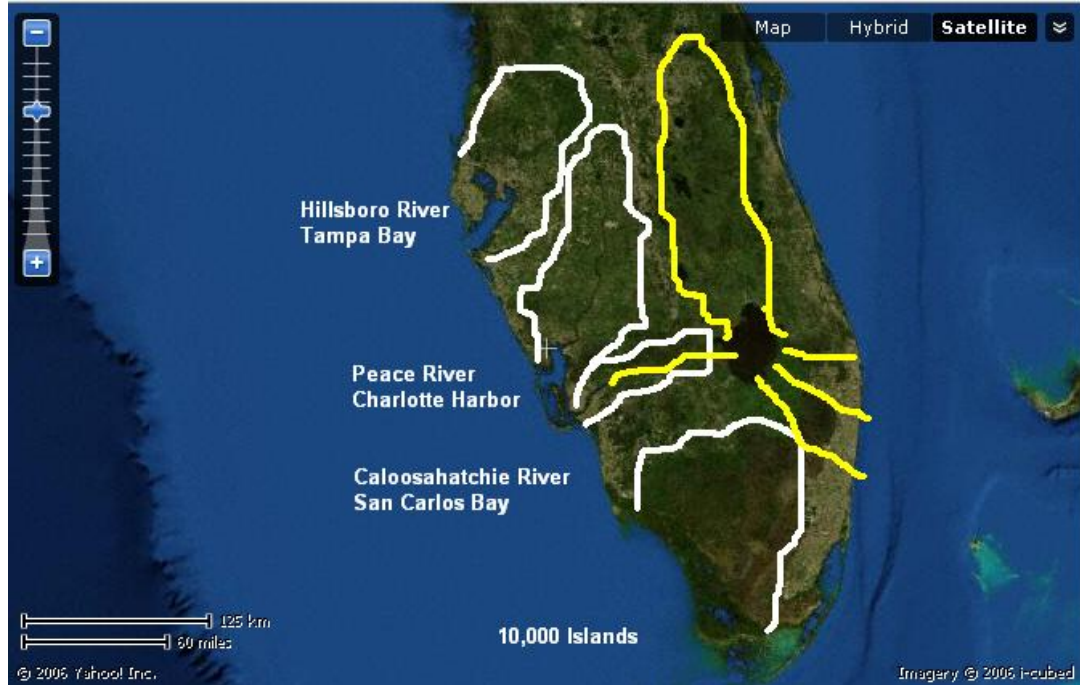 Map Hybrid Satellite
Hillsboro River
Tampa Bay
Peace River
Charlotte Harbor
Caloosahatchie River
San Carlos Bay
10,000 Islands
125 km
60 miles
© 2006 Yahoo! Inc.
Imagery © 2006 i-cubed